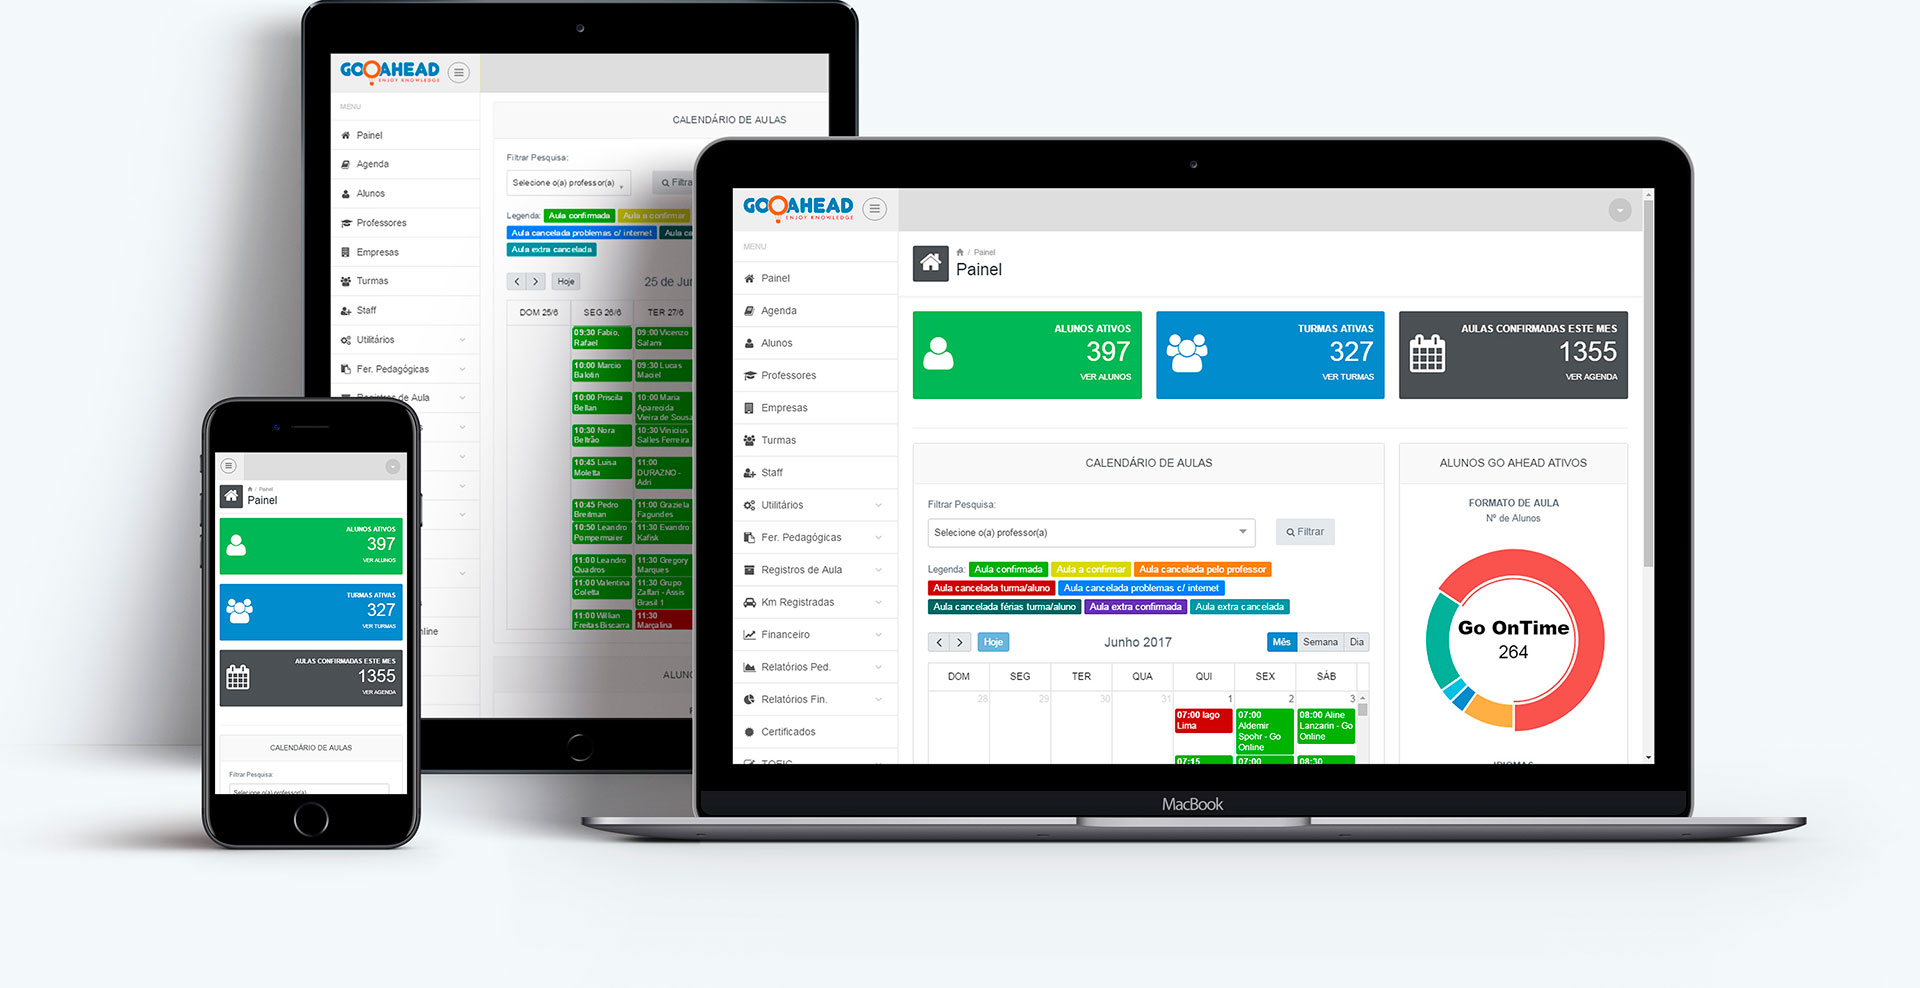 GO AHEAD
ENJOY KNOWLEDGE
MENU
Painel
Agenda
Alunos
Professores
Empresas
Turmas
Staff
Utilitários
Fer. Pedagógicas
Registros de Aula
CALENDÁRIO DE AULAS
Filtrar Pesquisa:
Selecione o(a) professor(a)
Filtra
Legenda: Aula confirmada Aula a confirmar
Aula cancelada problemas c/ internet Aula ca
Aula extra cancelada
Hoje
25 de Jun
DOM 25/6 SEG 26/6 TER 27/6
09:30 Fabio,
Rafael
10:00 Marcio
Balotin
10:00 Priscila
Bellan
10:30 Nora
Beltrão
10:45 Luisa
Moletta
10:45 Pedro
Breitman
10:50 Leandro
Pompermaier
11:00 Leandro
Quadros
11:00 Valentina
Coletta
11:00 Willian
Freitas Biscarra
09:00 Vicenzo
Salami
09:30 Lucas
Maciel
10:00 Maria
Aparecida
Vieira de Sousa
10:30 Vinicius
Salles Ferreira
11:00
DURAZNO -
Adri
11:00 Graziela
Fagundes
11:30 Evandro
Kafisk
11:30 Gregory
Marques
11:30 Grupo
Zaffari - Assis
Brasil 1
11:30
Marçalina
ALUNO
nline
GO AHEAD
ENJOY KNOWLEDGE
MENU
Painel
Agenda
Alunos
Professores
Empresas
Turmas
Staff
Utilitários
Fer. Pedagógicas
Registros de Aula
Km Registradas
Financeiro
Relatórios Ped.
Relatórios Fin.
Certificados
TOEIC
/ Painel
Painel
ALUNOS ATIVOS
397
VER ALUNOS
TURMAS ATIVAS
327
VER TURMAS
AULAS CONFIRMADAS ESTE MES
1355
VER AGENDA
CALENDÁRIO DE AULAS
Filtrar Pesquisa:
Selecione o(a) professor(a)
Filtrar
Legenda: Aula confirmada Aula a confirmar Aula cancelada pelo professor
Aula cancelada turma/aluno Aula cancelada problemas c/ internet
Aula cancelada férias turma/aluno Aula extra confirmada Aula extra cancelada
Hoje
Junho 2017
Mês Semana Dia
DOM SEG TER QUA QUI SEX SÁB
28 29 30 31 1 2 3
07:00 Iago
Lima
07:00
Aldemir
Spohr - Go
Online
08:00 Aline
Lanzarin - Go
Online
07:15
07:00
08:30
ALUNOS GO AHEAD ATIVOS
FORMATO DE AULA
Nº de Alunos
Go OnTime
264
IDIOMAS
MacBook
/ Painel
Painel
ALUNOS ATIVOS
397
VER ALUNOS
TURMAS ATIVAS
327
VER TURMAS
AULAS CONFIRMADAS ESTE MES
1355
VER AGENDA
CALENDÁRIO DE AULAS
Filtrar Pesquisa:
Selecione o(a) professor(a)